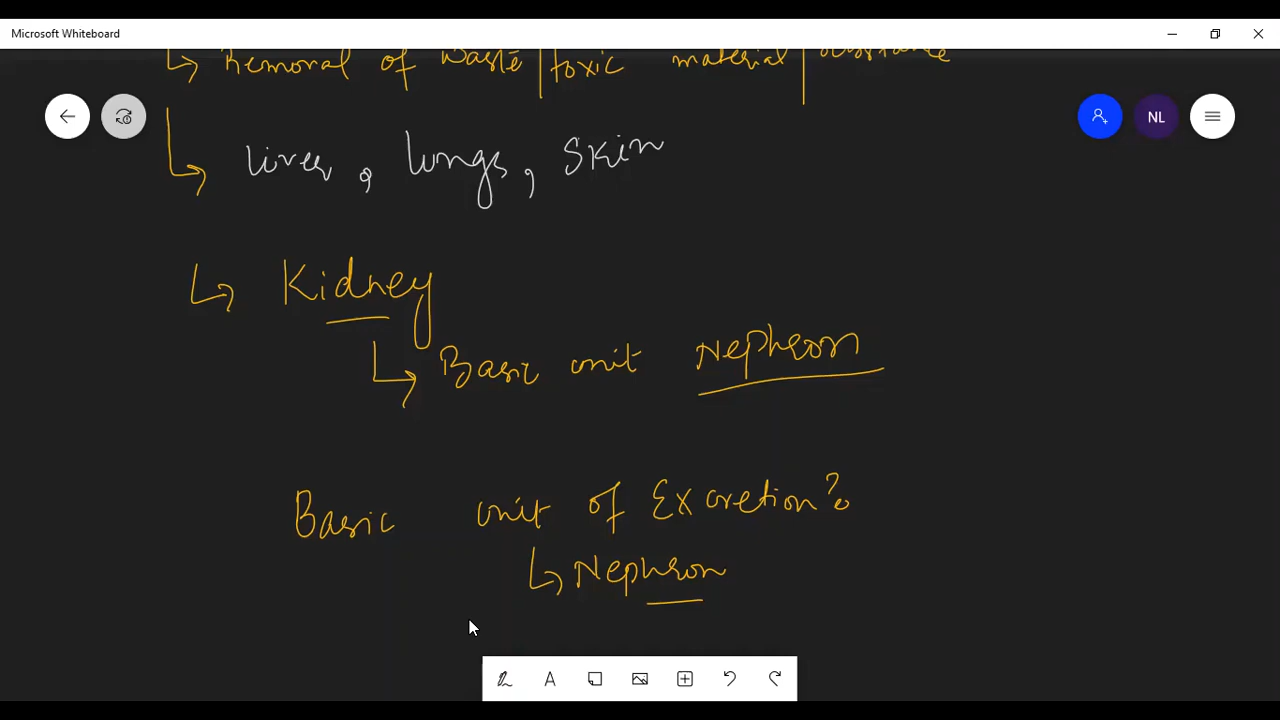 Microsoft Whiteboard
↳ Removal of Waste | toxic material | substance
NL
↳ liver, lungs, skin
↳ Kidney
↳ Basic unit Nephron
Basic unit of Excretion?
↳ Nephron
A